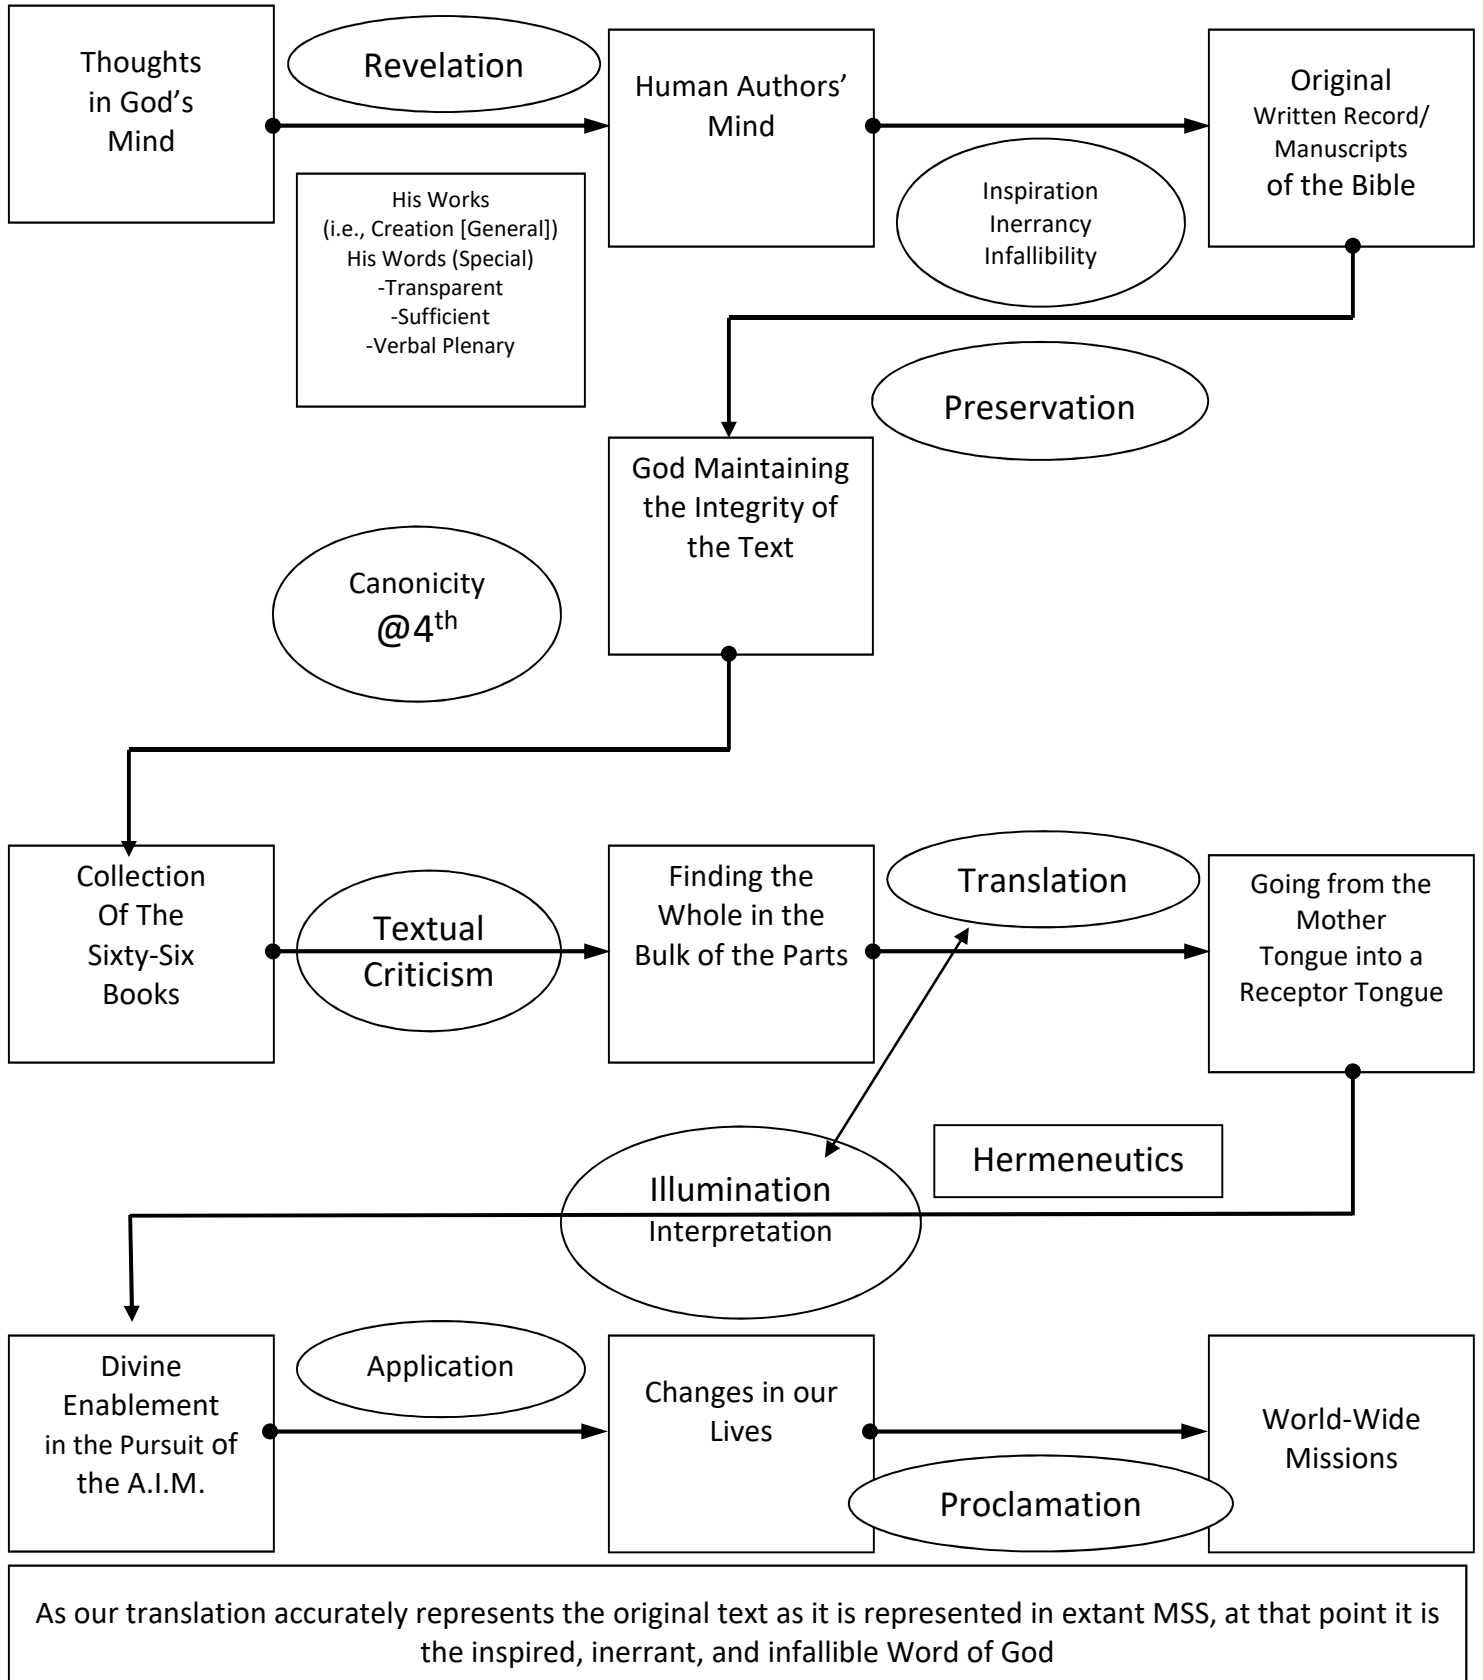 Thoughts
in God’s
Mind
Revelation
Human Authors’
Mind
Original
Written Record/
Manuscripts
of the Bible
His Works
(i.e., Creation [General])
His Words (Special)
-Transparent
-Sufficient
-Verbal Plenary
Inspiration
Inerrancy
Infallibility
Preservation
God Maintaining
the Integrity of
the Text
Canonicity
@4th
Collection
Of The
Sixty-Six
Books
Textual
Criticism
Finding the
Whole in the
Bulk of the Parts
Translation
Going from the
Mother
Tongue into a
Receptor Tongue
Hermeneutics
Illumination
Interpretation
Divine
Enablement
in the Pursuit of
the A.I.M.
Application
Changes in our
Lives
Proclamation
World-Wide
Missions
As our translation accurately represents the original text as it is represented in extant MSS, at that point it is
the inspired, inerrant, and infallible Word of God